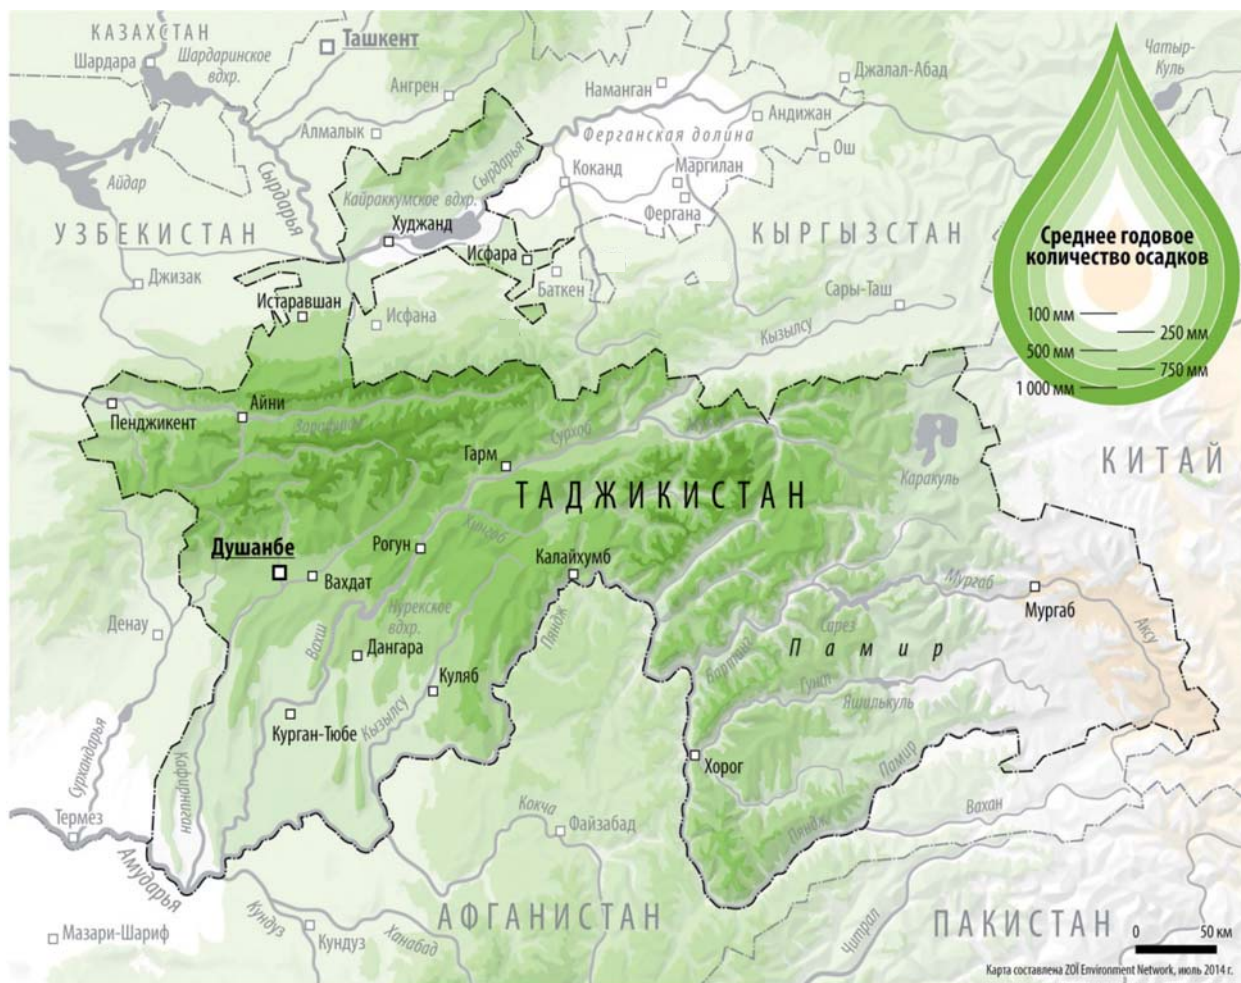 КАЗАХСТАН
Шардара
Шардаринское
вдхр.
Ташкент
Ангрен
Алмалык
Наманган
Джалал-Абад
Чатыр-
Куль
Андижан
Ферганская долина
Ош
Коканд
Маргилан
Фергана
Айдар
Сырдарья
Сырдарья
Кайраккумское вдхр.
Худжанд
УЗБЕКИСТАН
КЫРГЫЗСТАН
Исфара
Баткен
Джизак
Истаравшан
Исфана
Сары-Таш
Кызылсу
Среднее годовое
количество осадков
100 мм
250 мм
500 мм
750 мм
1 000 мм
Пенджикент
Айни
Зеравшан
Гарм
Сурхоб
Каракуль
КИТАЙ
ТАДЖИКИСТАН
Душанбе
Вахдат
Рогун
Хингоб
Калайхумб
Нурекское
вдхр.
Вахш
Пяндж
Мургаб
Мургаб
Аксу
Сарез
Памир
Денау
Дангара
Куляб
Бартанг
Гунт
Яшилькуль
Курган-Тюбе
Кызылсу
Сурхандарья
Кафирниган
Хорог
Памир
Пяндж
Вахан
Термез
Амударья
Кокча
Файзабад
АФГАНИСТАН
ПАКИСТАН
Мазари-Шариф
Кундуз
Кундуз
Ханабад
Читрал
0 50 км
Карта составлена ZOЇ Environment Network, июль 2014 г.